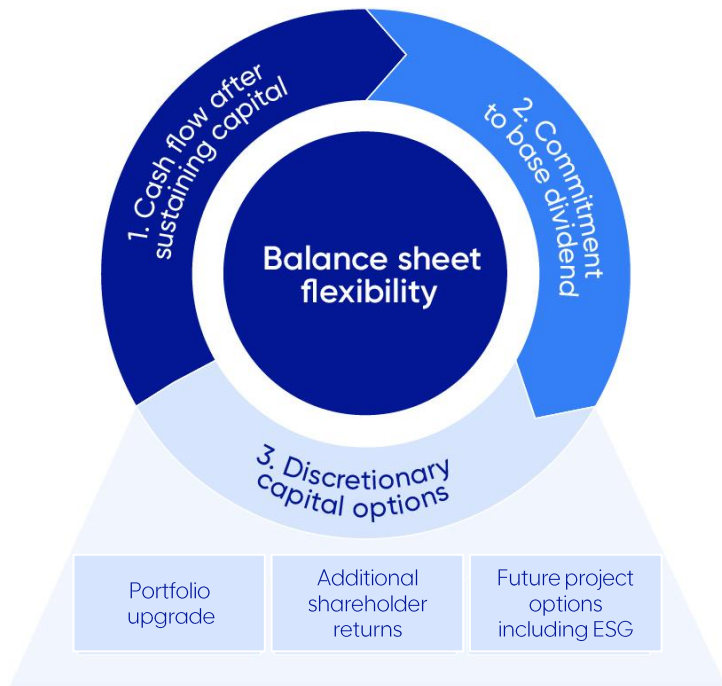 1. Cash flow after
sustaining capital
2. Commitment
to base dividend
Balance sheet
flexibility
3. Discretionary
capital options
Portfolio
upgrade
Additional
shareholder
returns
Future project
options
including ESG